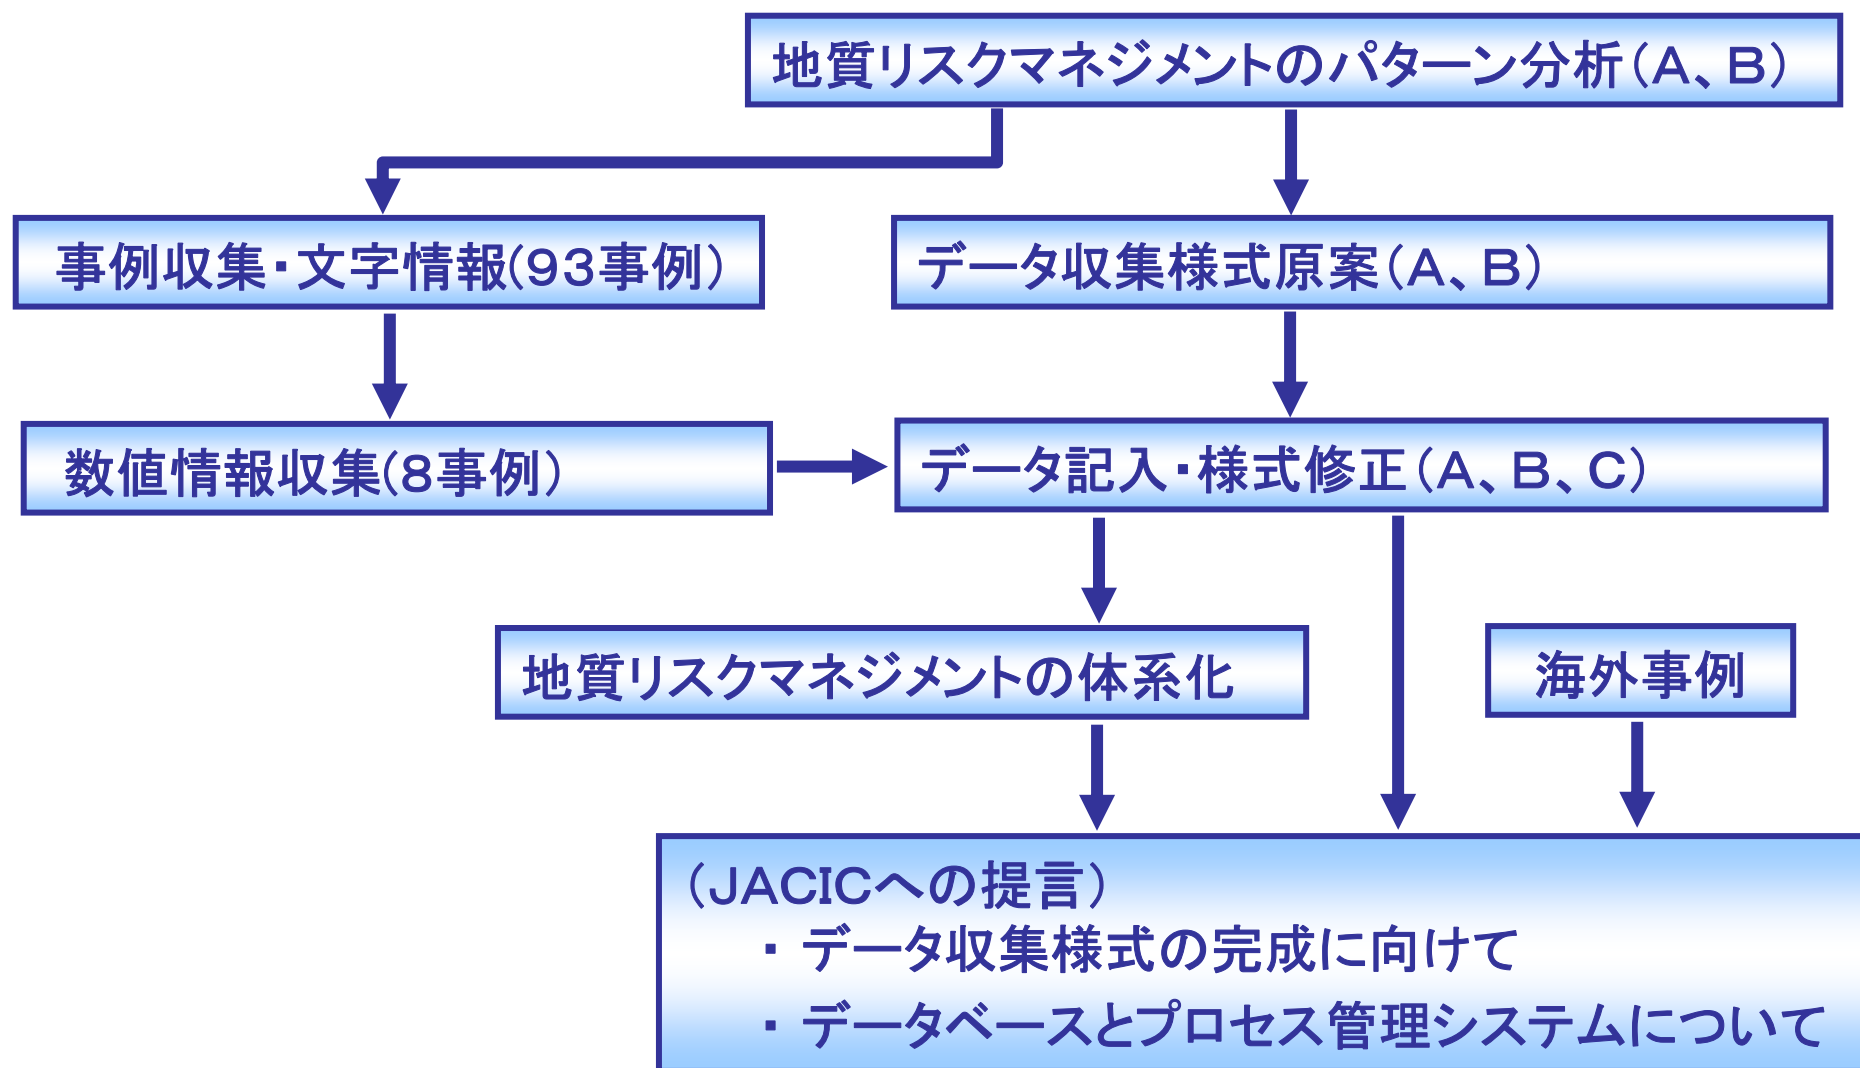 地質リスクマネジメントのパターン分析(A、B)
事例収集・文字情報(93事例)
データ収集様式原案(A、B)
数値情報収集(8事例)
データ記入・様式修正(A、B、C)
地質リスクマネジメントの体系化
海外事例
(JACICへの提言)
・ データ収集様式の完成に向けて
・ データベースとプロセス管理システムについて